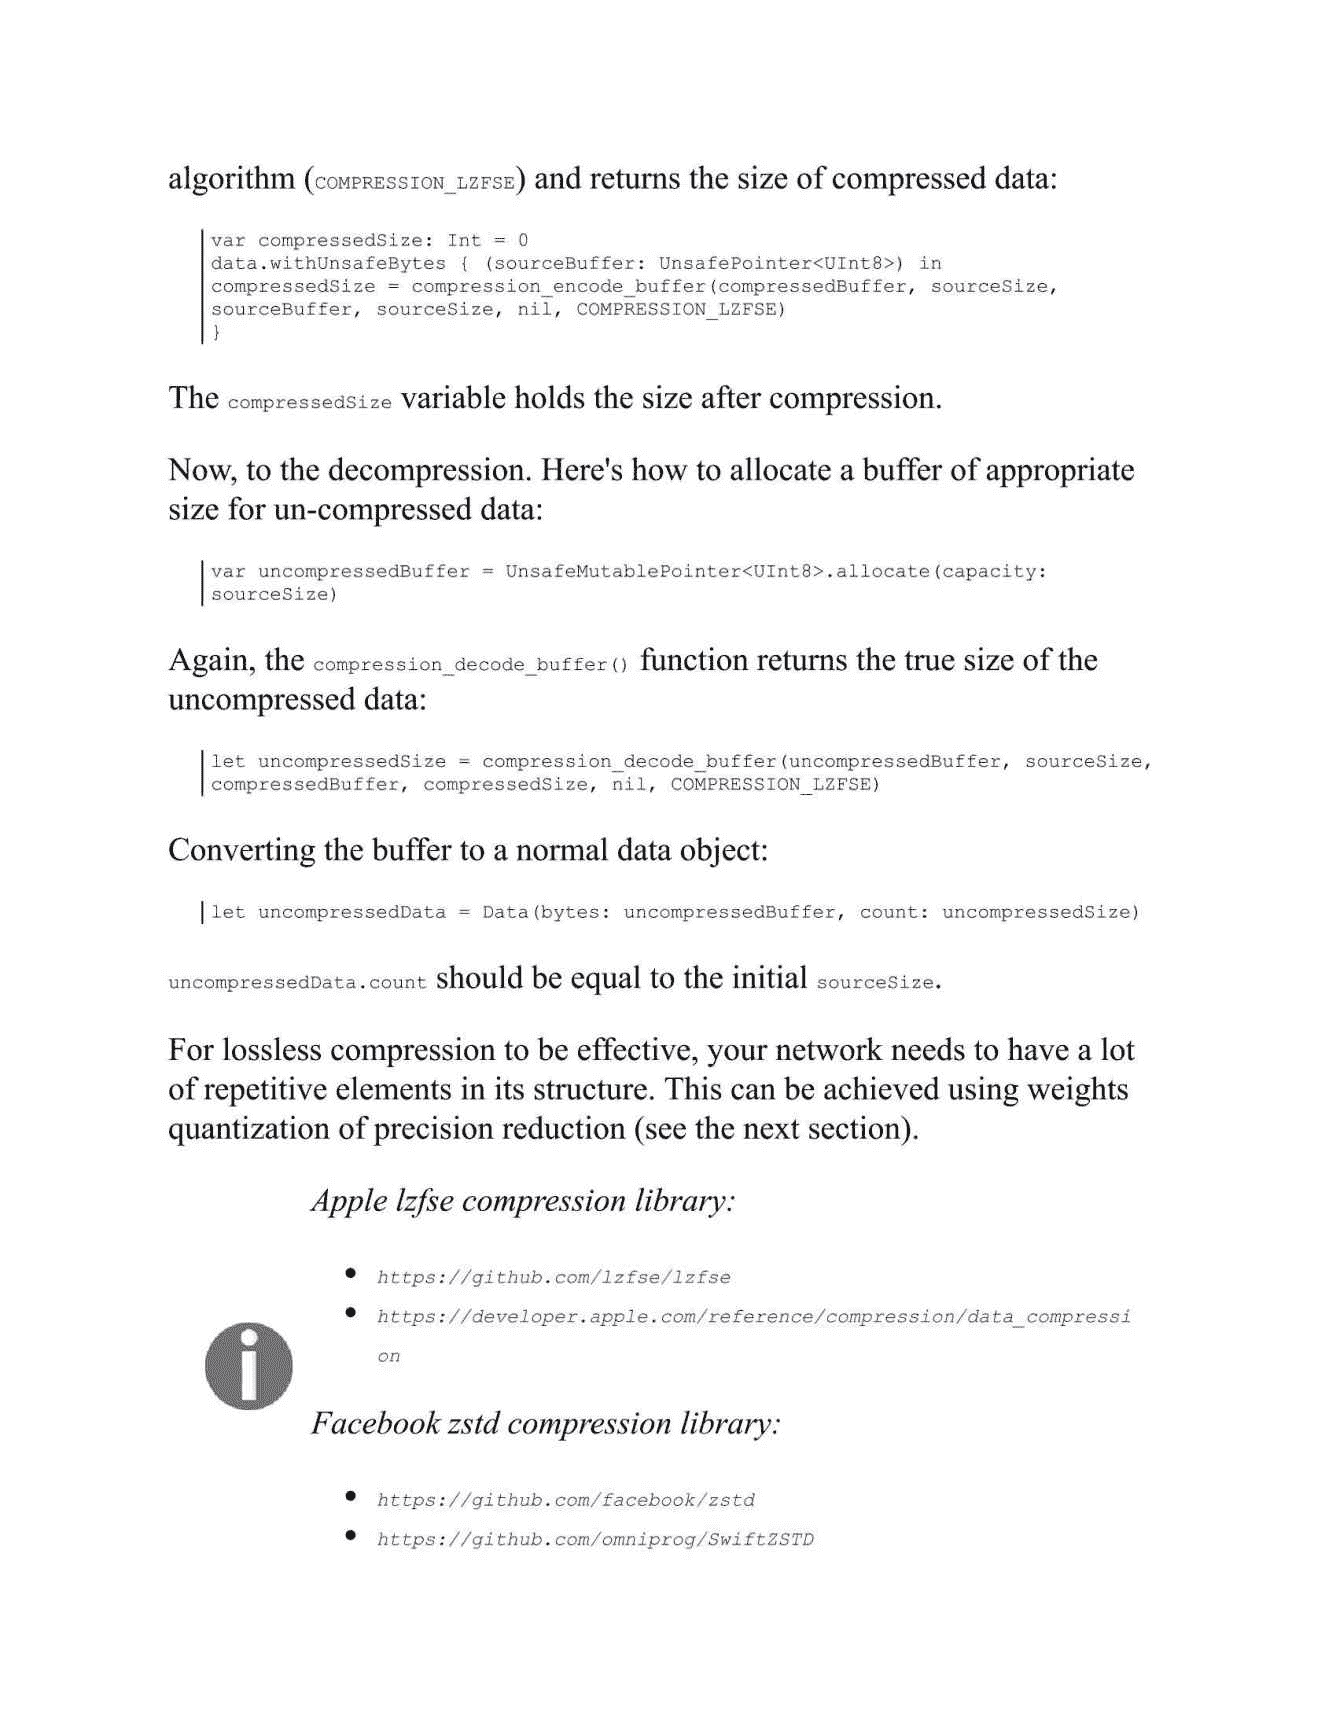 algorithm (COMPRESSION_LZFSE) and returns the size of compressed data:
var compressedSize: Int = 0
data.withUnsafeBytes { (sourceBuffer: UnsafePointer<UInt8>) in
compressedSize = compression_encode_buffer(compressedBuffer, sourceSize,
sourceBuffer, sourceSize, nil, COMPRESSION_LZFSE)
}
The compressedSize variable holds the size after compression.
Now, to the decompression. Here's how to allocate a buffer of appropriate
size for un-compressed data:
var uncompressedBuffer = UnsafeMutablePointer<UInt8>.allocate(capacity:
sourceSize)
Again, the compression_decode_buffer() function returns the true size of the
uncompressed data:
let uncompressedSize = compression_decode_buffer(uncompressedBuffer, sourceSize,
compressedBuffer, compressedSize, nil, COMPRESSION_LZFSE)
Converting the buffer to a normal data object:
let uncompressedData = Data(bytes: uncompressedBuffer, count: uncompressedSize)
uncompressedData.count should be equal to the initial sourceSize.
For lossless compression to be effective, your network needs to have a lot
of repetitive elements in its structure. This can be achieved using weights
quantization of precision reduction (see the next section).
Apple lzfse compression library:
• https://github.com/lzfse/lzfse
• https://developer.apple.com/reference/compression/data_compressi
on
Facebook zstd compression library:
• https://github.com/facebook/zstd
• https://github.com/omniprog/SwiftZSTD